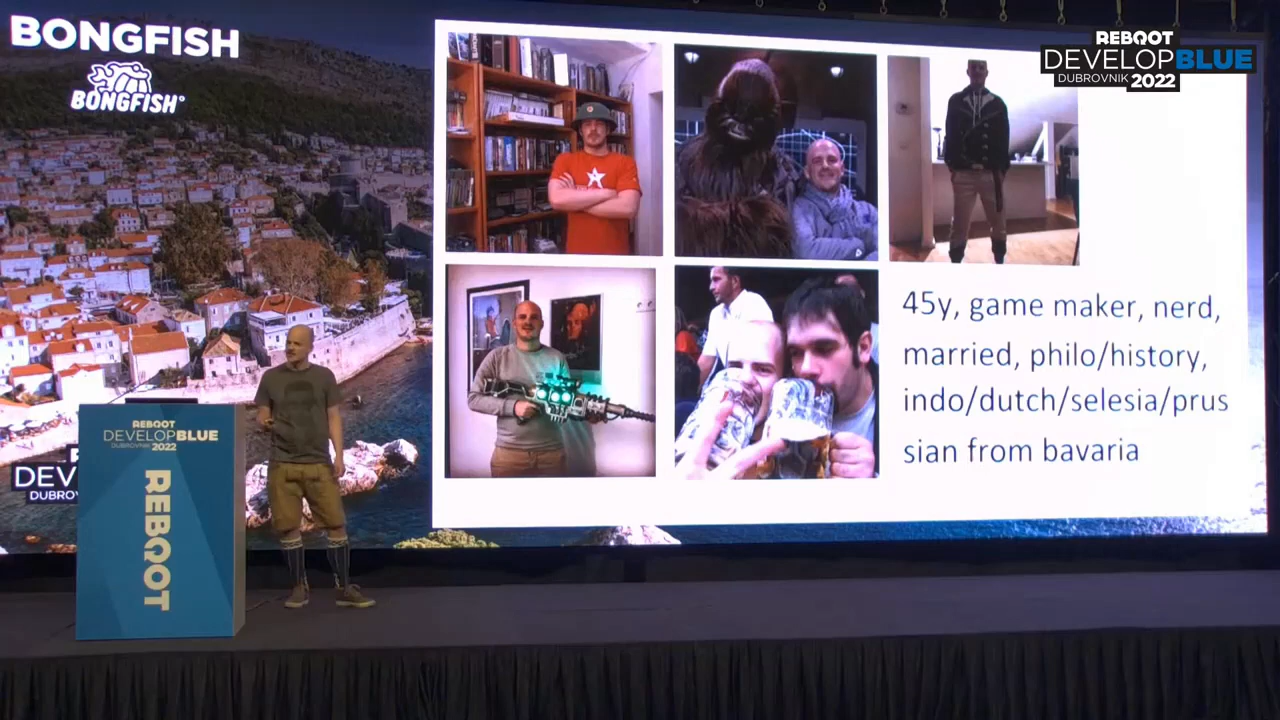 BONGFISH
BONGFISH
REBOOT
DEVELOPBLUE
DUBROVNIK 2022
45y, game maker, nerd,
married, philo/history,
indo/dutch/selesia/prus
sian from bavaria
REBOOT
DEVELOPBLUE
DUBROVNIK 2022
REBOOT
DEV
DUBROV